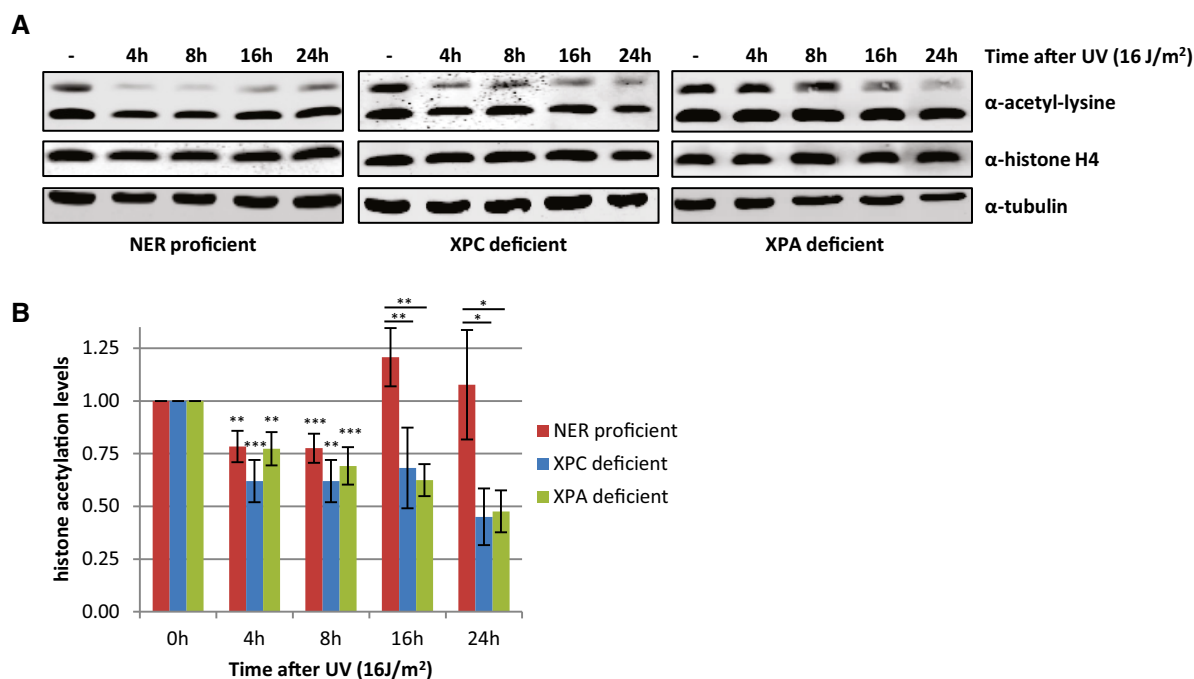 A
- 4h 8h 16h 24h - 4h 8h 16h 24h - 4h 8h 16h 24h Time after UV (16 J/m²)
α-acetyl-lysine
α-histone H4
α-tubulin
NER proficient XPC deficient XPA deficient
B
histone acetylation levels
1.25
1.00
0.75
0.50
0.25
0.00
** *** ** *** ** *** ** ** * *
NER proficient
XPC deficient
XPA deficient
0h 4h 8h 16h 24h
Time after UV (16J/m²)